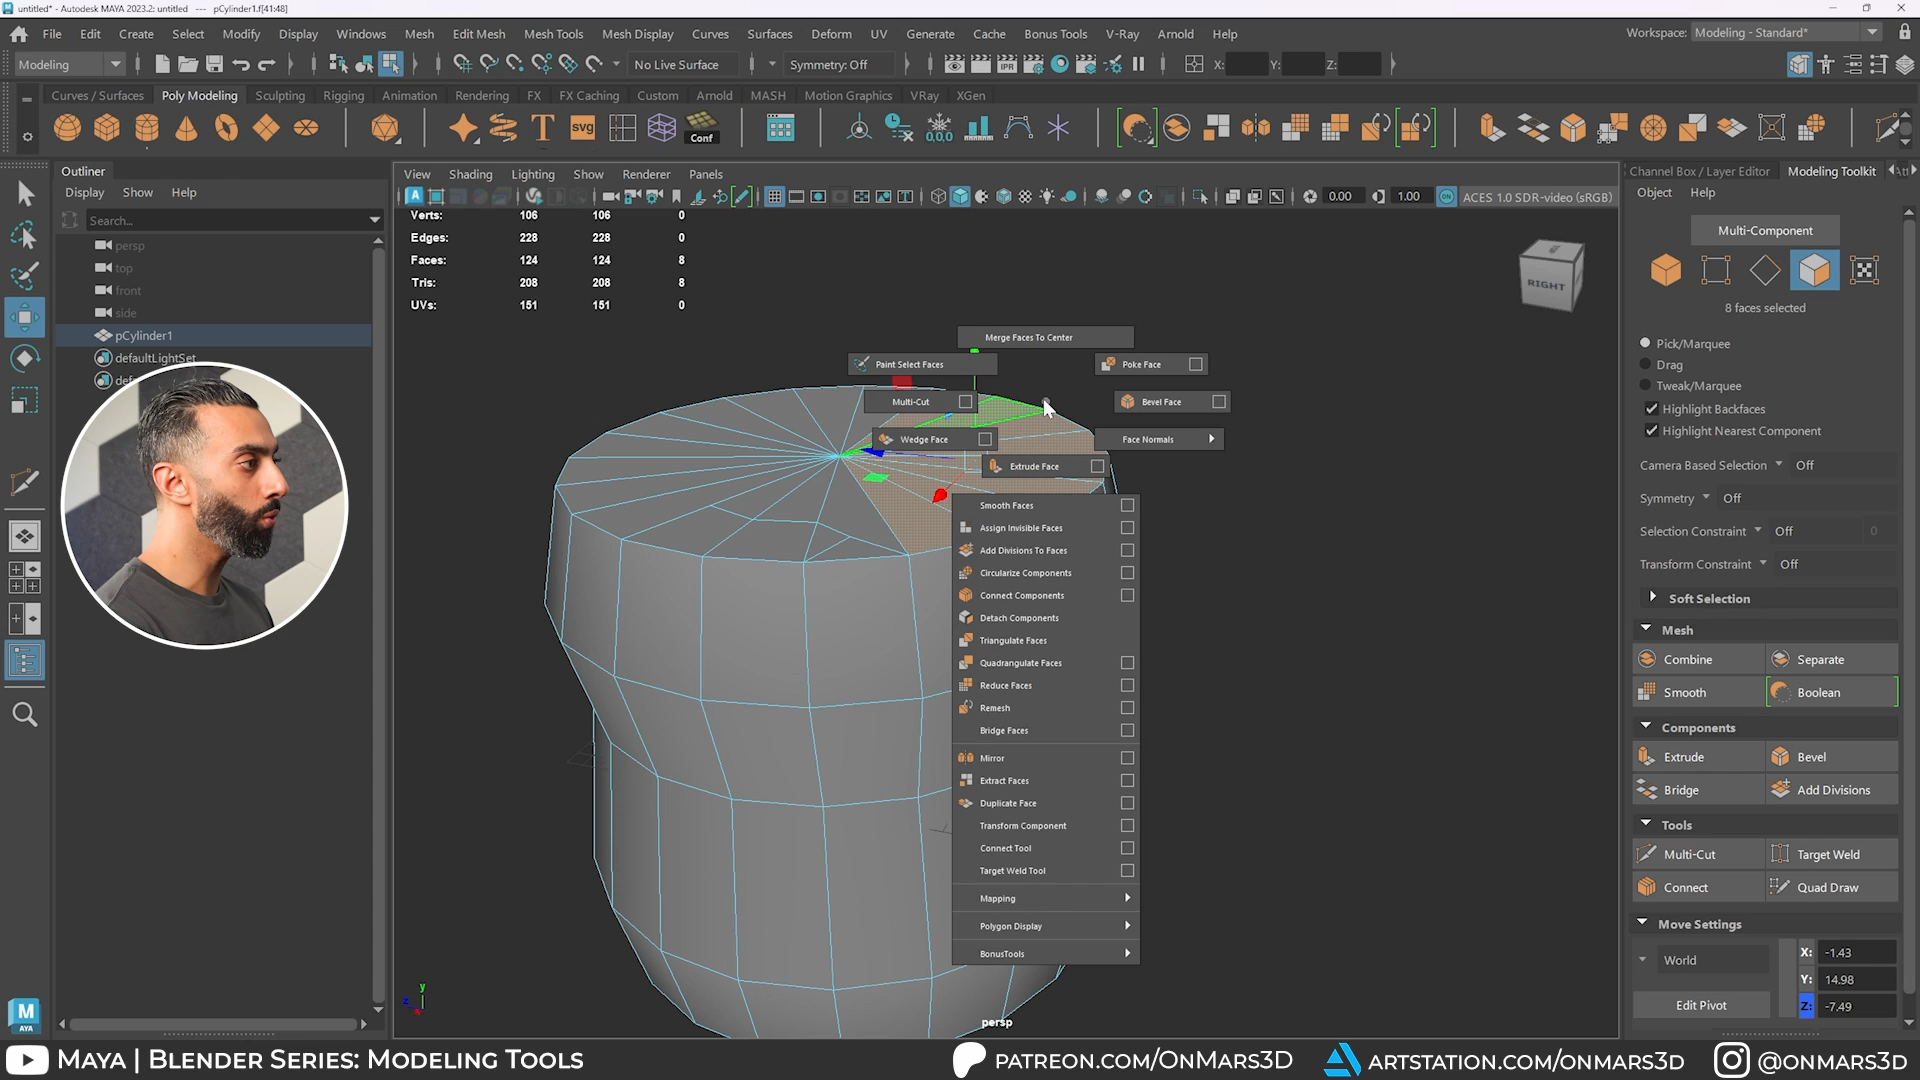 untitled* - Autodesk MAYA 2023.2: untitled --- pCylinder1.f[41:48]
File Edit Create Select Modify Display Windows Mesh Edit Mesh Mesh Tools Mesh Display Curves Surfaces Deform UV Generate Cache Bonus Tools V-Ray Arnold Help
Workspace: Modeling - Standard*
Modeling No Live Surface Symmetry: Off X: Y: Z:
Curves / Surfaces Poly Modeling Sculpting Rigging Animation Rendering FX FX Caching Custom Arnold MASH Motion Graphics VRay XGen
svg Conf 0,0,0
Outliner
Display Show Help
Search...
persp
top
front
side
pCylinder1
defaultLightSet
View Shading Lighting Show Renderer Panels
0.00 1.00 ACES 1.0 SDR-video (sRGB)
Verts: 106 106 0
Edges: 228 228 0
Faces: 124 124 8
Tris: 208 208 8
UVs: 151 151 0
RIGHT
Merge Faces To Center
Paint Select Faces
Poke Face
Multi-Cut
Bevel Face
Wedge Face
Face Normals
Extrude Face
Smooth Faces
Assign Invisible Faces
Add Divisions To Faces
Circularize Components
Connect Components
Detach Components
Triangulate Faces
Quadrangulate Faces
Reduce Faces
Remesh
Bridge Faces
Mirror
Extract Faces
Duplicate Face
Transform Component
Connect Tool
Target Weld Tool
Mapping
Polygon Display
BonusTools
y
z
persp
Channel Box / Layer Editor Modeling Toolkit
Object Help
Multi-Component
8 faces selected
Pick/Marquee
Drag
Tweak/Marquee
Highlight Backfaces
Highlight Nearest Component
Camera Based Selection Off
Symmetry Off
Selection Constraint Off 0
Transform Constraint Off
Soft Selection
Mesh
Combine Separate
Smooth Boolean
Components
Extrude Bevel
Bridge Add Divisions
Tools
Multi-Cut Target Weld
Connect Quad Draw
Move Settings
World X: -1.43
Y: 14.98
Edit Pivot Z: -7.49
M
AYA
MAYA | BLENDER SERIES: MODELING TOOLS
PATREON.COM/ONMARS3D
ARTSTATION.COM/ONMARS3D
@ONMARS3D